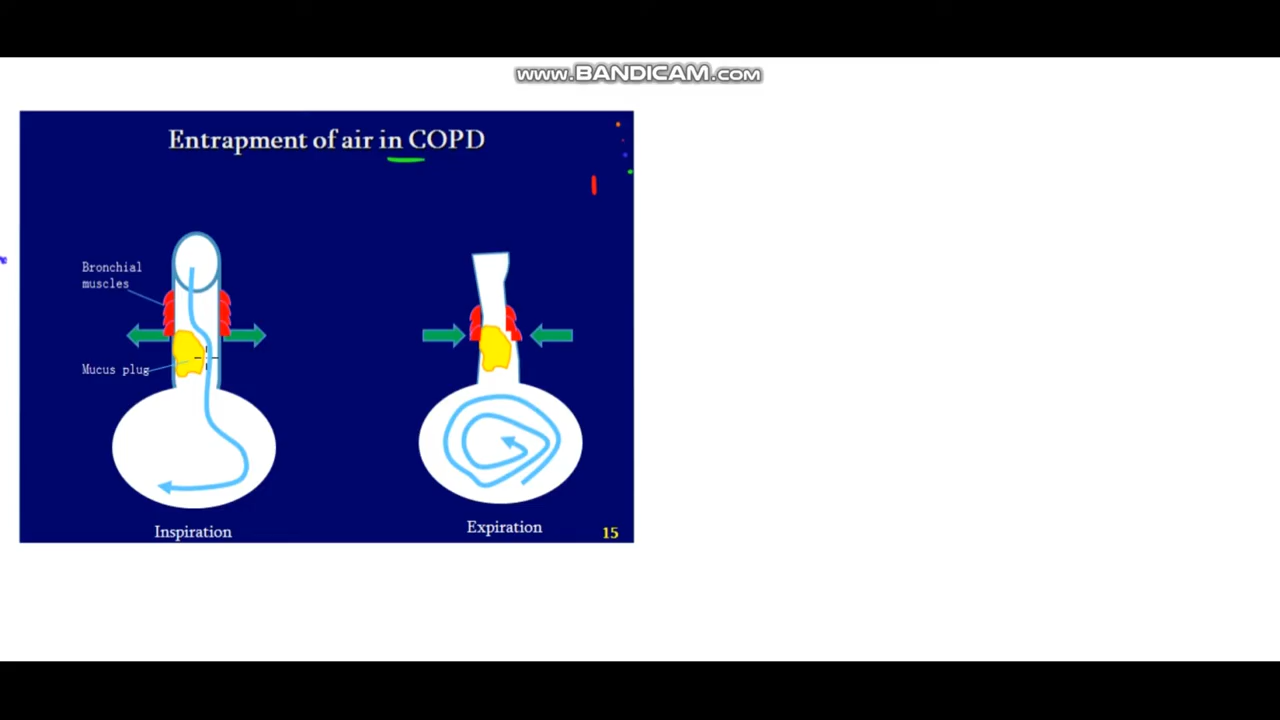 www.BANDICAM.com
Entrapment of air in COPD
Bronchial
muscles
Mucus plug
Inspiration
Expiration
15